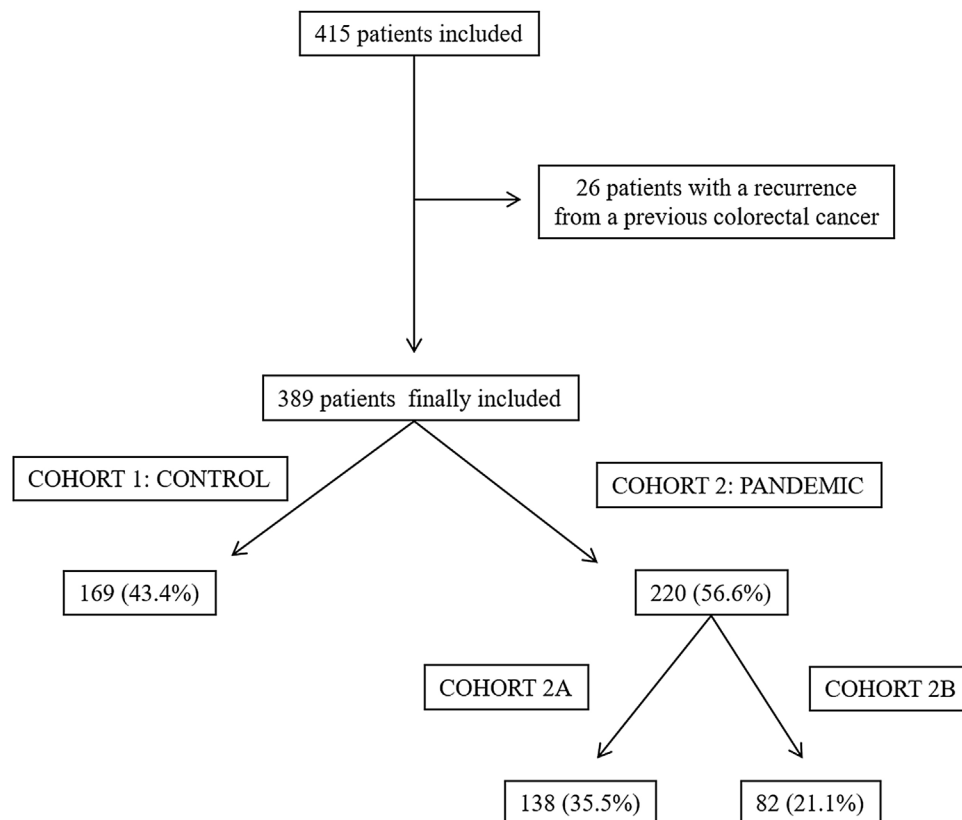 415 patients included
26 patients with a recurrence
from a previous colorectal cancer
389 patients finally included
COHORT 1: CONTROL
COHORT 2: PANDEMIC
169 (43.4%)
220 (56.6%)
COHORT 2A
COHORT 2B
138 (35.5%)
82 (21.1%)